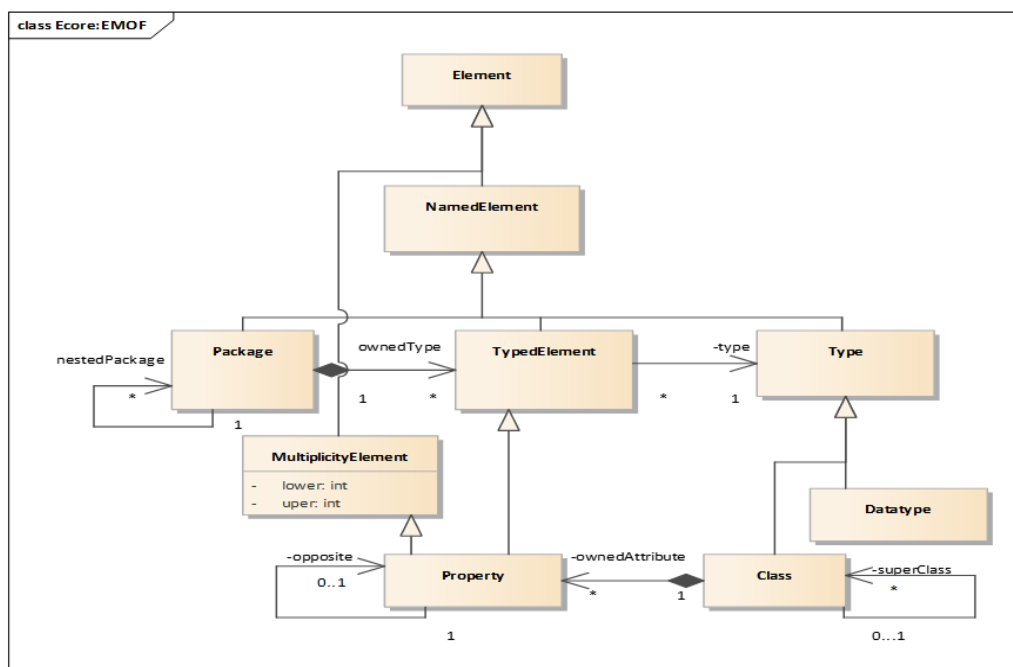 class Ecore:EMOF
Element
NamedElement
Package
TypedElement
Type
nestedPackage
ownedType
-type
*
1
*
*
1
1
MultiplicityElement
- lower: int
- uper: int
Datatype
-opposite
Property
-ownedAttribute
Class
-superClass
0..1
*
1
*
1
0...1